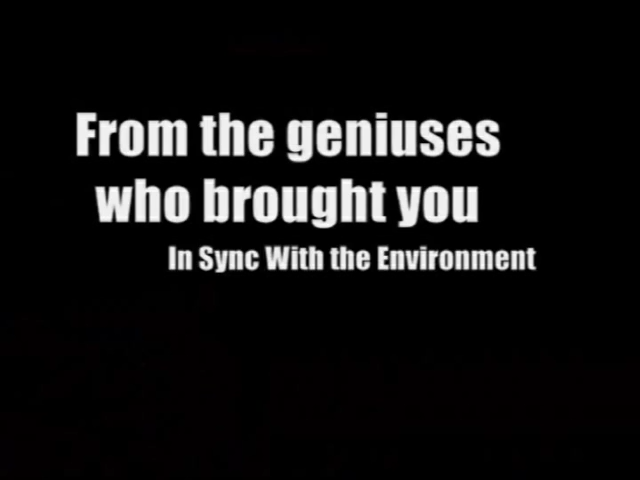 From the geniuses
who brought you
In Sync With the Environment